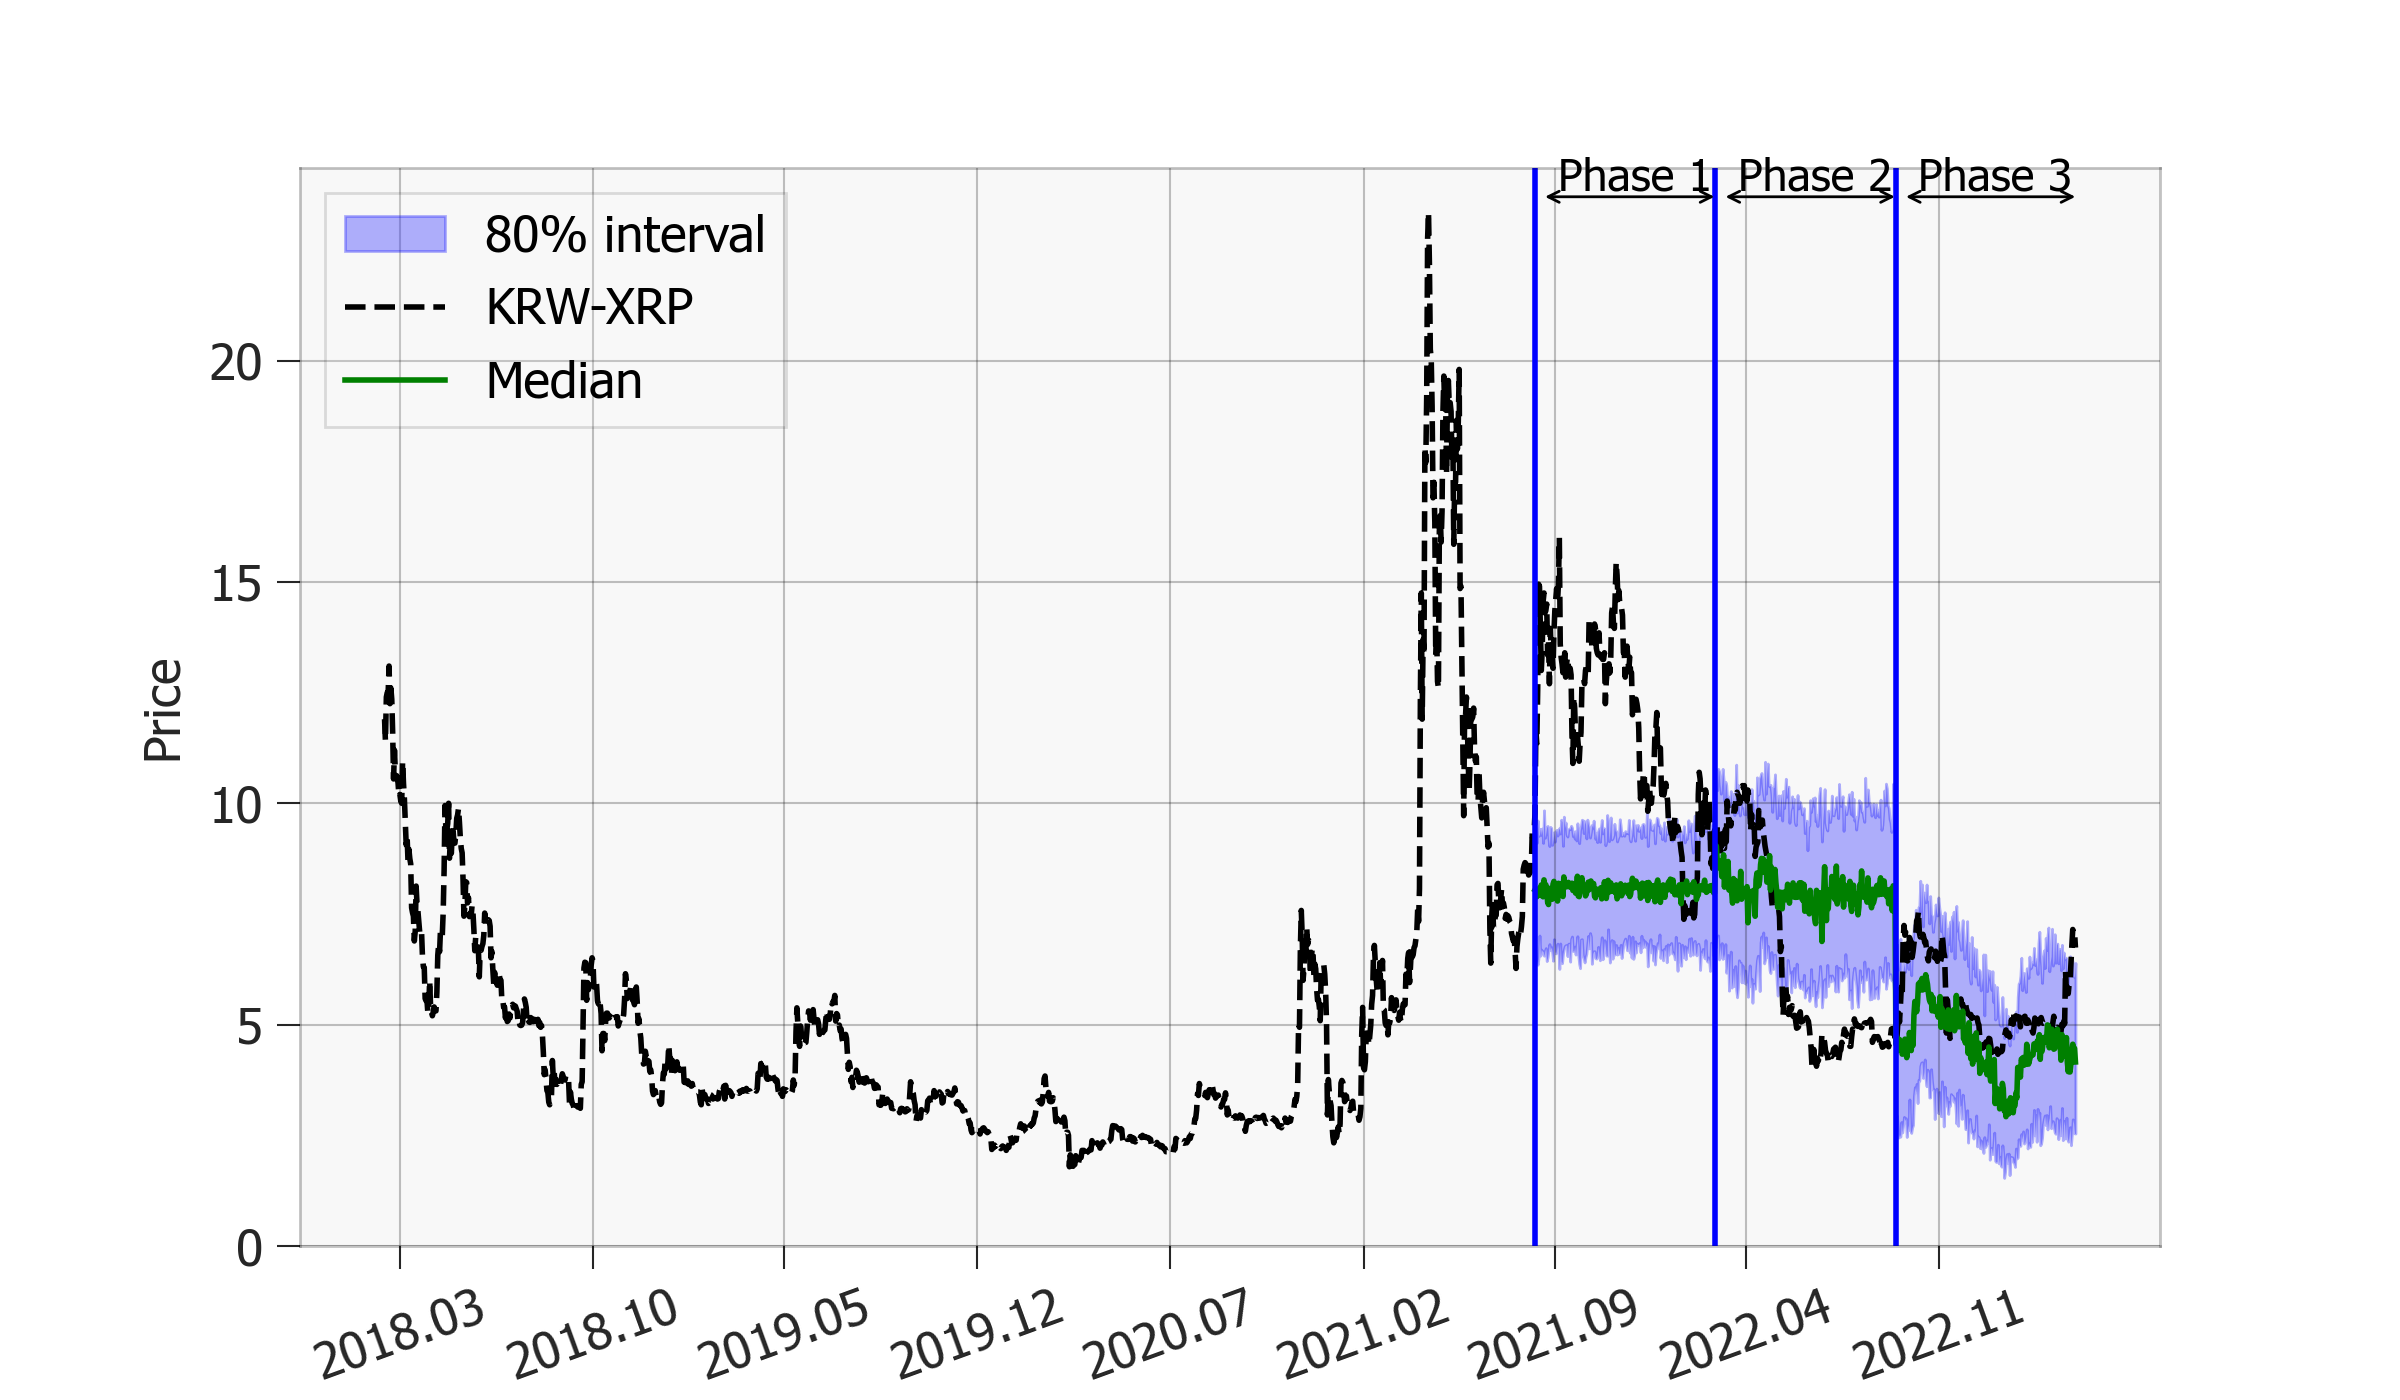 Phase 1
Phase 2
Phase 3
80% interval
KRW-XRP
Median
Price
20
15
10
5
0
2018.03
2018.10
2019.05
2019.12
2020.07
2021.02
2021.09
2022.04
2022.11